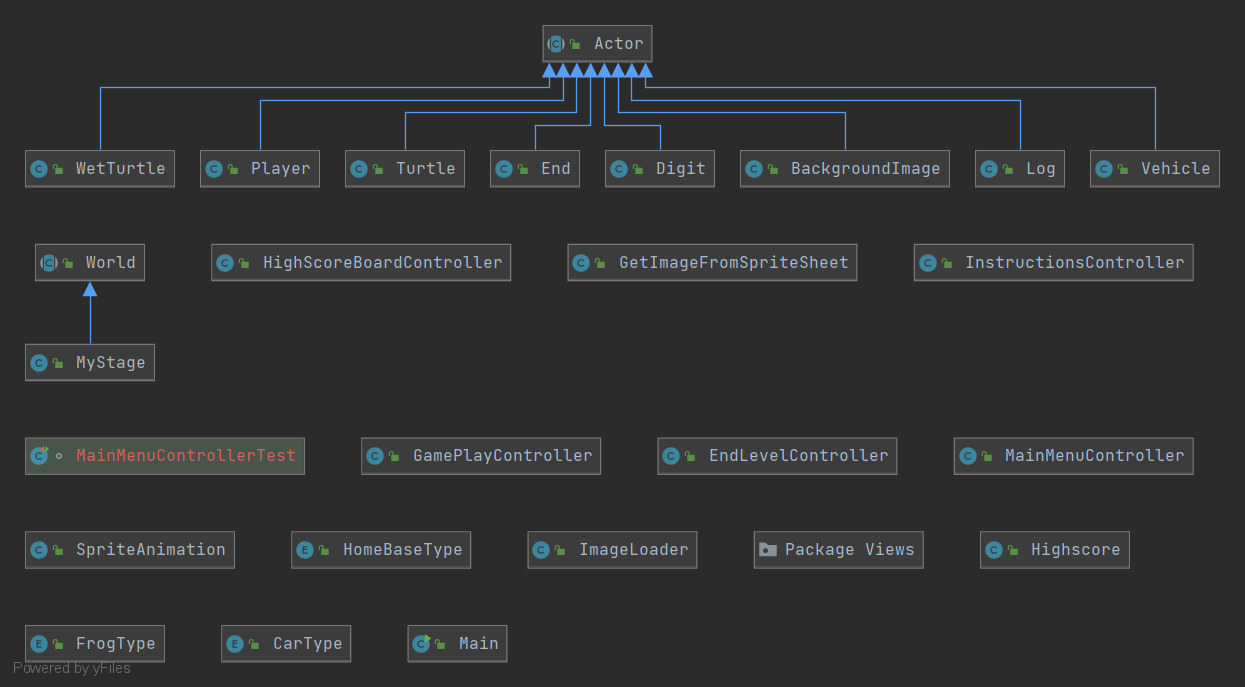 Actor
WetTurtle Player Turtle End Digit BackgroundImage Log Vehicle
World HighScoreBoardController GetImageFromSpriteSheet InstructionsController
MyStage
MainMenuControllerTest GamePlayController EndLevelController MainMenuController
SpriteAnimation HomeBaseType ImageLoader Package Views Highscore
FrogType CarType Main
Powered by yFiles